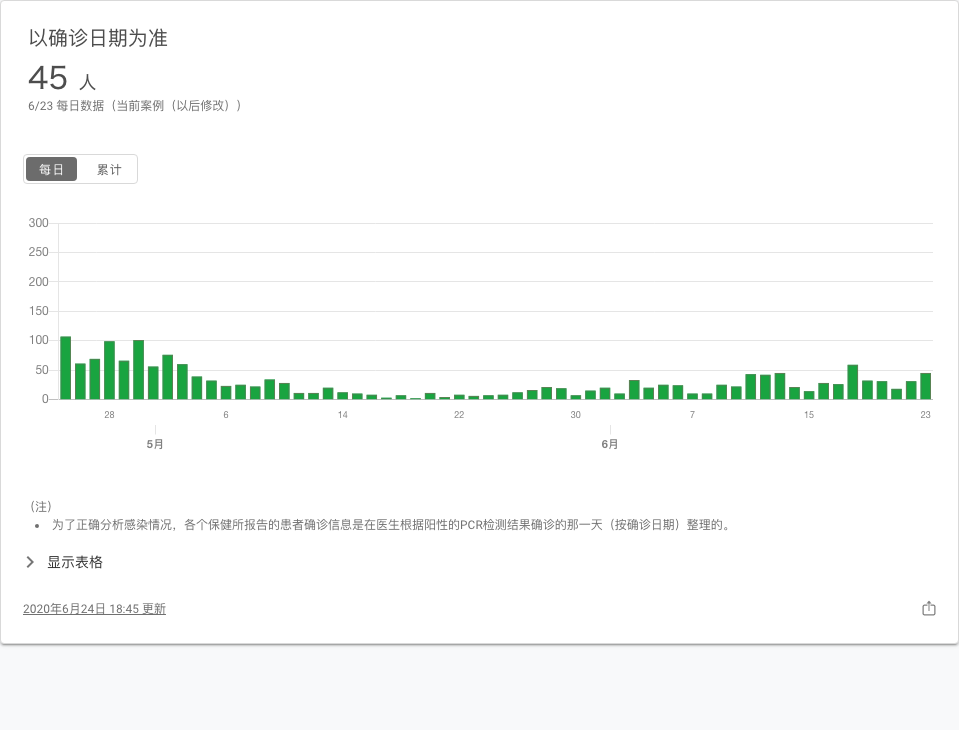 以确诊日期为准
45 人
6/23 每日数据（当前案例（以后修改））
每日 累计
300
250
200
150
100
50
0
28 6 14 22 30 7 15 23
5月 6月
（注）
• 为了正确分析感染情况，各个保健所报告的患者确诊信息是在医生根据阳性的PCR检测结果确诊的那一天（按确诊日期）整理的。
显示表格
2020年6月24日 18:45 更新